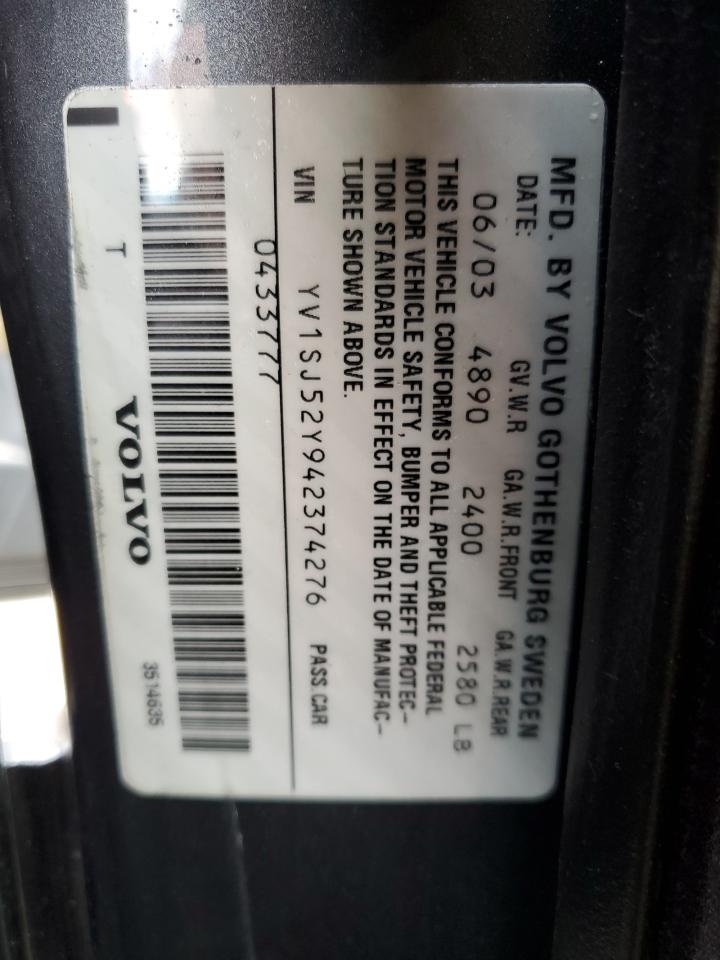 MFD. BY VOLVO GOTHENBURG SWEDEN
DATE: GV.W.R GA.W.R.FRONT GA.W.R.REAR
06/03 4890 2400 2580 LB
THIS VEHICLE CONFORMS TO ALL APPLICABLE FEDERAL
MOTOR VEHICLE SAFETY, BUMPER AND THEFT PROTEC-
TION STANDARDS IN EFFECT ON THE DATE OF MANUFAC-
TURE SHOWN ABOVE.
VIN YV1SJ52Y942374276 PASS.CAR
0433777
3514635
T VOLVO